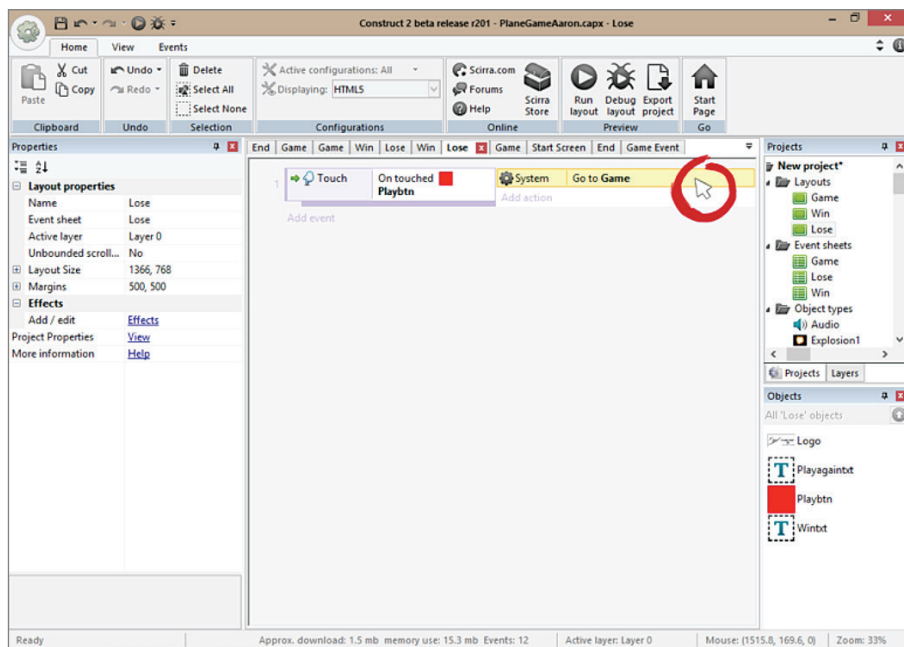 Construct 2 beta release r201 - PlaneGameAaron.capx - Lose
Home View Events
Paste
Cut
Copy
Clipboard
Undo
Redo
Undo
Delete
Select All
Select None
Selection
Active configurations: All
Displaying: HTML5
Configurations
Scirra.com
Forums
Help
Scirra
Store
Online
Run
layout
Debug
layout
Export
project
Preview
Start
Page
Go
Properties
Layout properties
Name Lose
Event sheet Lose
Active layer Layer 0
Unbounded scroll... No
Layout Size 1366, 768
Margins 500, 500
Effects
Add / edit Effects
Project Properties View
More information Help
End Game Game Win Lose Win Lose Game Start Screen End Game Event
1 Touch On touched
Playbtn
System Go to Game
Add action
Add event
Projects
New project*
Layouts
Game
Win
Lose
Event sheets
Game
Lose
Win
Object types
Audio
Explosion1
Projects Layers
Objects
All 'Lose' objects
Logo
T Playagaintxt
Playbtn
T Wintxt
Ready Approx. download: 1.5 mb memory use: 15.3 mb Events: 12 Active layer: Layer 0 Mouse: (1515.8, 169.6, 0) Zoom: 33%